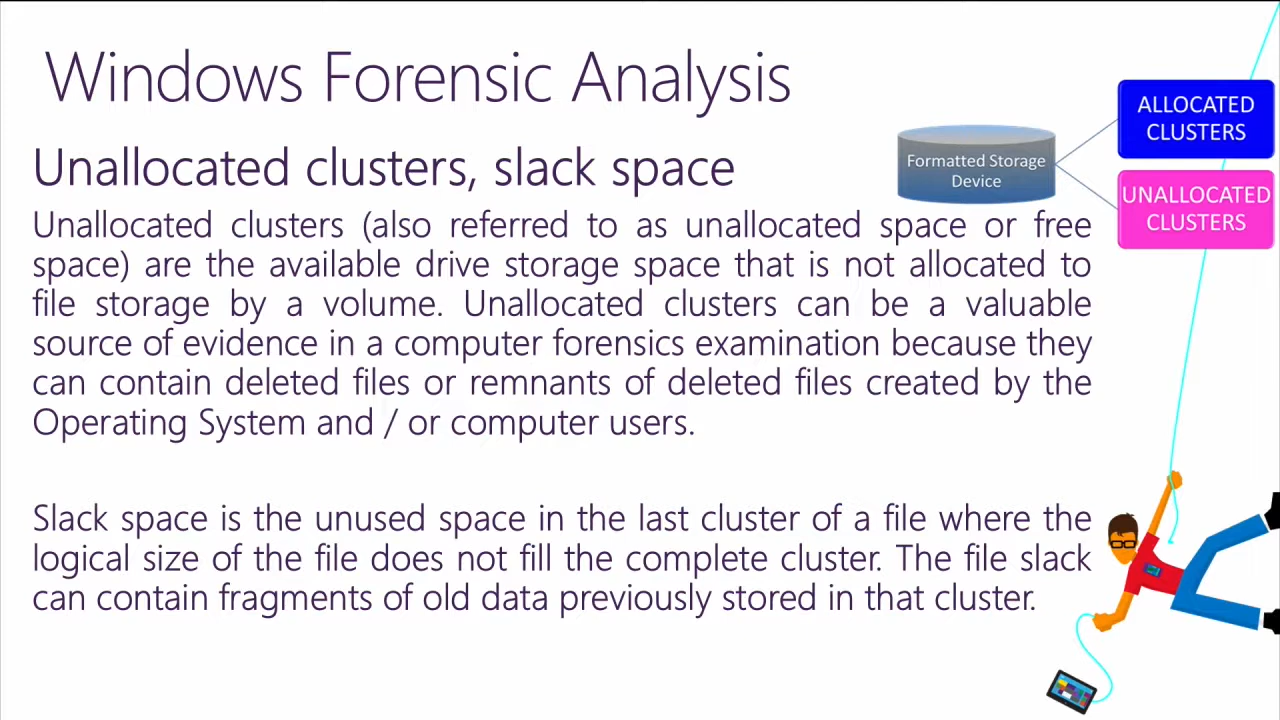 Windows Forensic Analysis
Unallocated clusters, slack space
Formatted Storage
Device
ALLOCATED
CLUSTERS
UNALLOCATED
CLUSTERS
Unallocated clusters (also referred to as unallocated space or free
space) are the available drive storage space that is not allocated to
file storage by a volume. Unallocated clusters can be a valuable
source of evidence in a computer forensics examination because they
can contain deleted files or remnants of deleted files created by the
Operating System and / or computer users.
Slack space is the unused space in the last cluster of a file where the
logical size of the file does not fill the complete cluster. The file slack
can contain fragments of old data previously stored in that cluster.